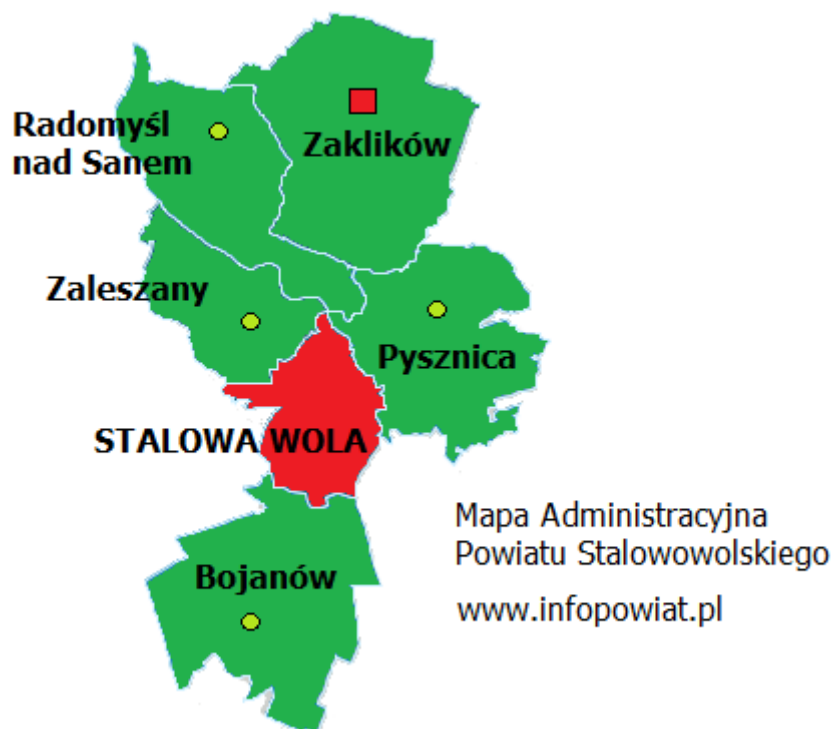 Radomyśl
nad Sanem
Zaklików
Zaleszany
Pysznica
STALOWA WOLA
Mapa Administracyjna
Powiatu Stalowowolskiego
Bojanów
www.infopowiat.pl